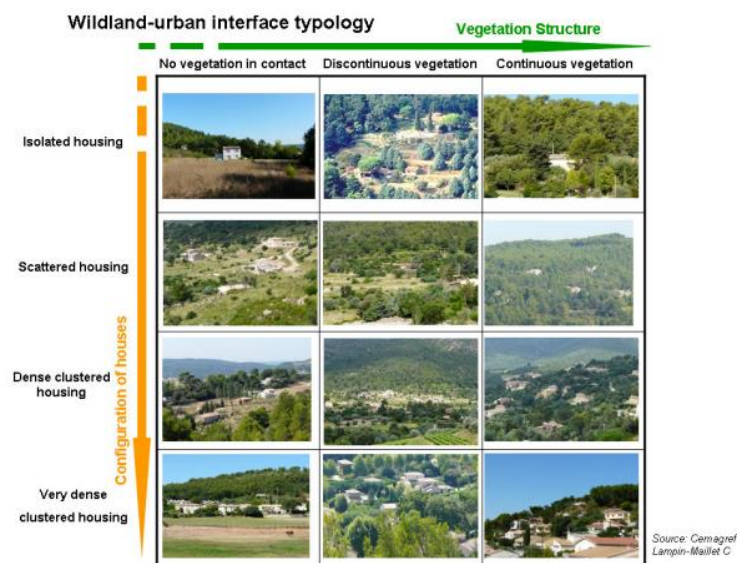 Wildland-urban interface typology
Vegetation Structure
No vegetation in contact
Discontinuous vegetation
Continuous vegetation
Isolated housing
Scattered housing
Dense clustered
housing
Very dense
clustered housing
Configuration of houses
Source: Cemagref
Lampin-Maillet C